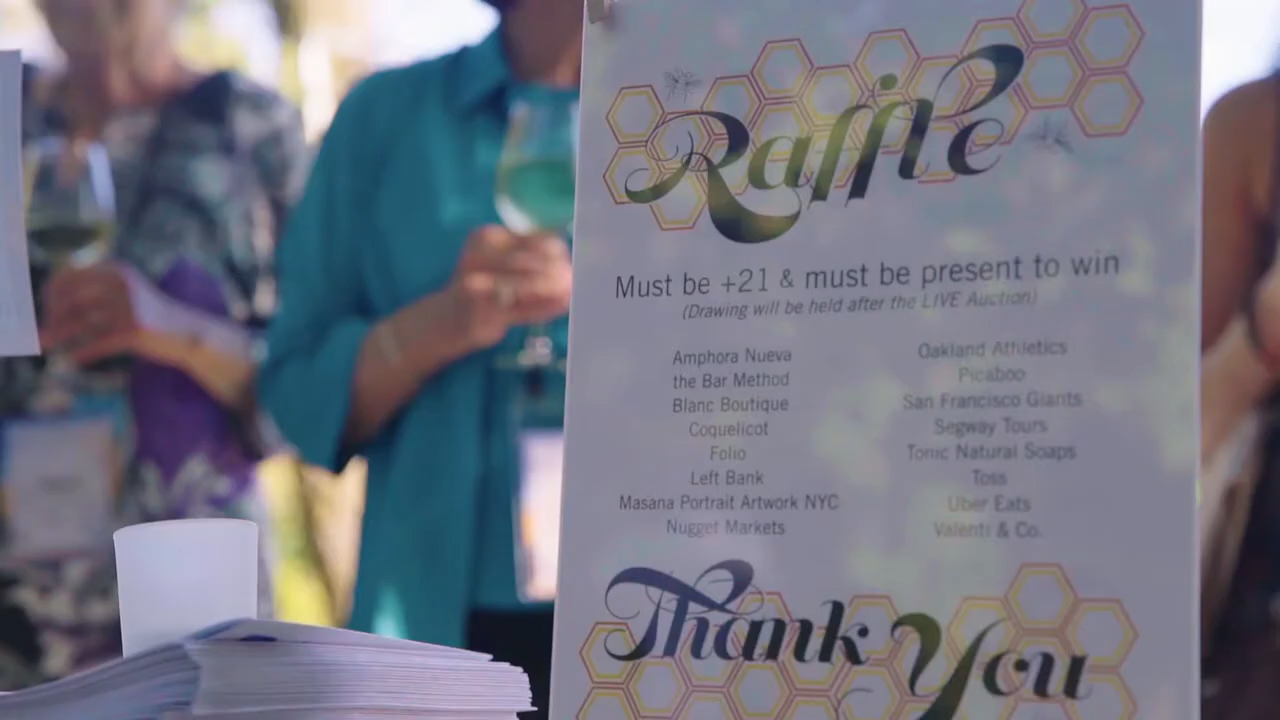 Raffle
Must be +21 & must be present to win
(Drawing will be held after the LIVE Auction)
Amphora Nueva
the Bar Method
Blanc Boutique
Coquelicot
Folio
Left Bank
Masana Portrait Artwork NYC
Nugget Markets
Oakland Athletics
Picaboo
San Francisco Giants
Segway Tours
Tonic Natural Soaps
Toss
Uber Eats
Valenti & Co.
Thank You